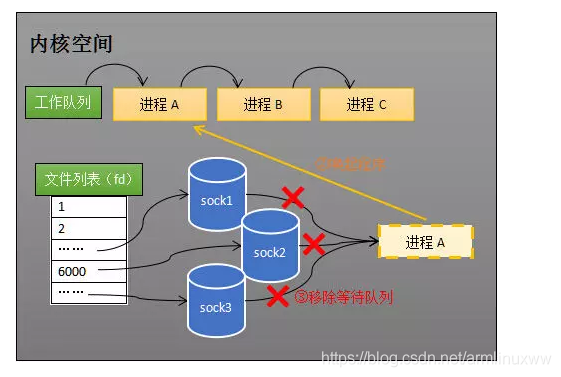 内核空间
工作队列
进程 A
进程 B
进程 C
文件列表（fd）
1
2
……
6000
……
sock1
sock2
sock3
进程 A
③移除等待队列
https://blog.csdn.net/armlinuxww